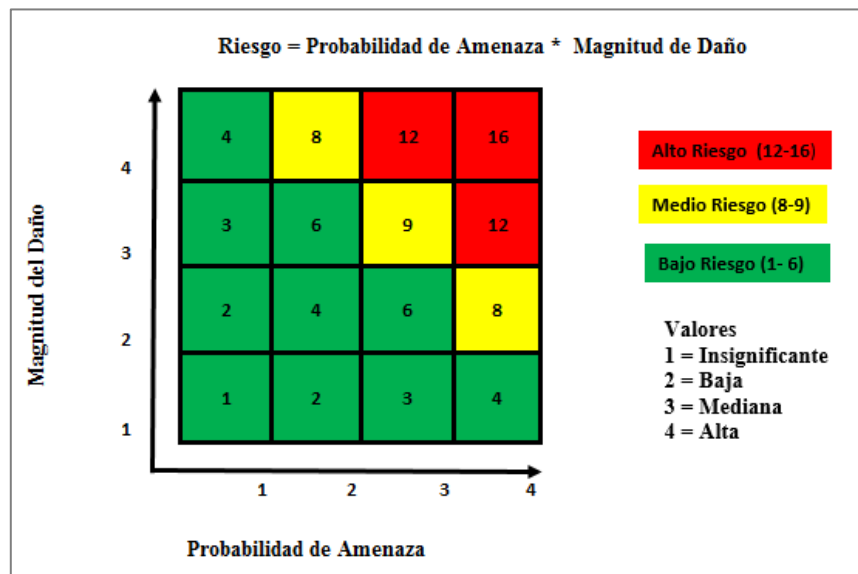 Riesgo = Probabilidad de Amenaza * Magnitud de Daño
Magnitud del Daño
4
4 8 12 16
3
3 6 9 12
2
2 4 6 8
1
1 2 3 4
1 2 3 4
Probabilidad de Amenaza
Alto Riesgo (12-16)
Medio Riesgo (8-9)
Bajo Riesgo (1- 6)
Valores
1 = Insignificante
2 = Baja
3 = Mediana
4 = Alta